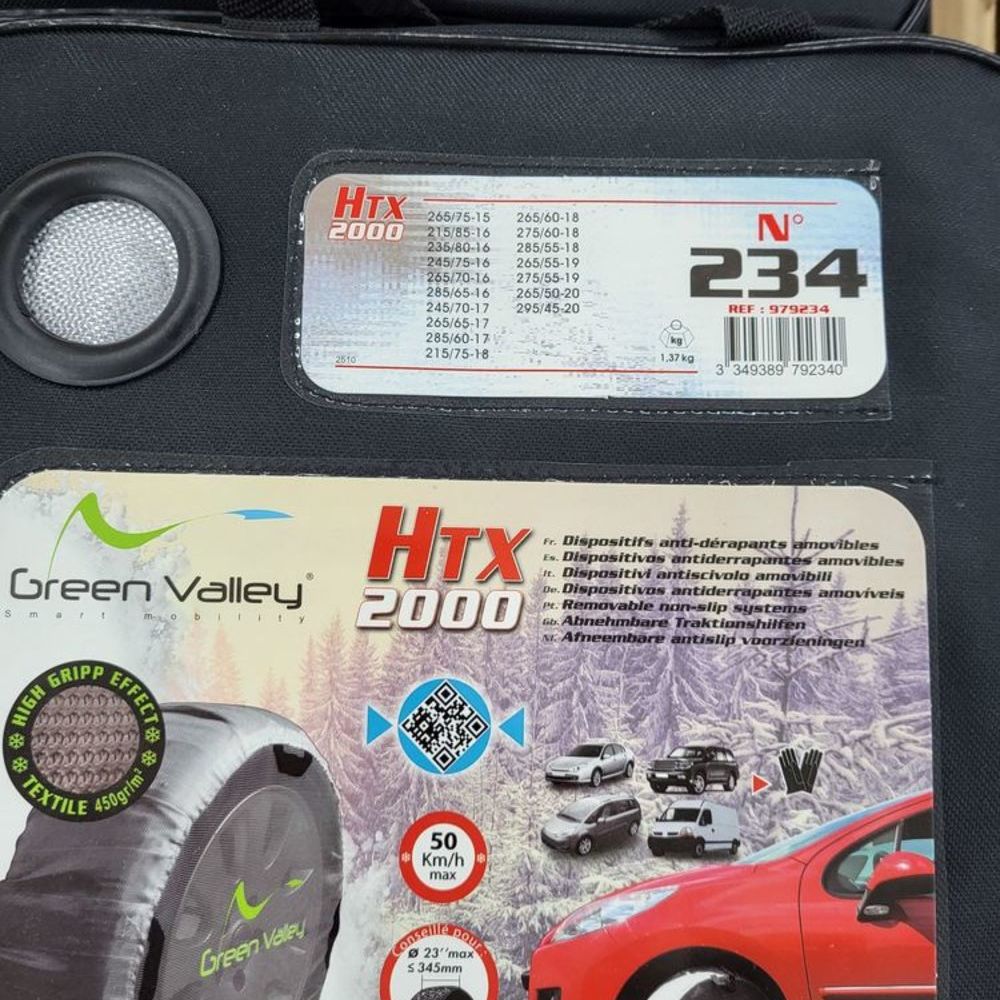 HTX
2000
265/75-15
215/85-16
235/80-16
245/75-16
265/70-16
285/65-16
245/70-17
265/65-17
285/60-17
215/75-18
265/60-18
275/60-18
285/55-18
265/55-19
275/55-19
265/50-20
295/45-20
2510
kg
1,37 kg
N°
234
REF : 979234
3 349389 792340
Green Valley®
Smart mobility
HTX
2000
Fr. Dispositifs anti-dérapants amovibles
Es. Dispositivos antiderrapantes amovibles
It. Dispositivi antiscivolo amovibili
De. Dispositivos antiderrapantes amovíveis
Pt. Removable non-slip systems
Gb. Abnehmbare Traktionshilfen
Nl. Afneembare antislip voorzieningen
HIGH GRIPP EFFECT
TEXTILE 450gr/m²
50
Km/h
max
Conseillé pour
Ø 23''max
≤ 345mm
Green Valley